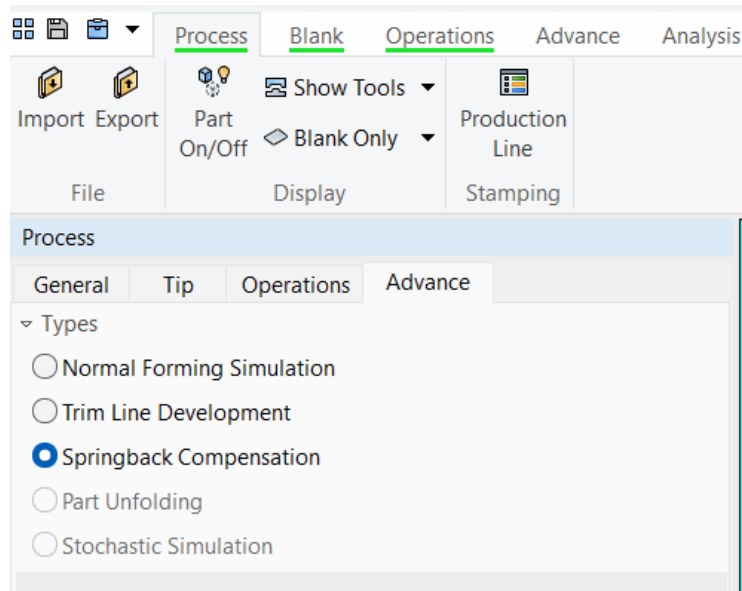 Process Blank Operations Advance Analysis
Show Tools
Import Export Part On/Off Blank Only Production Line
File Display Stamping
Process
General Tip Operations Advance
Types
Normal Forming Simulation
Trim Line Development
Springback Compensation
Part Unfolding
Stochastic Simulation